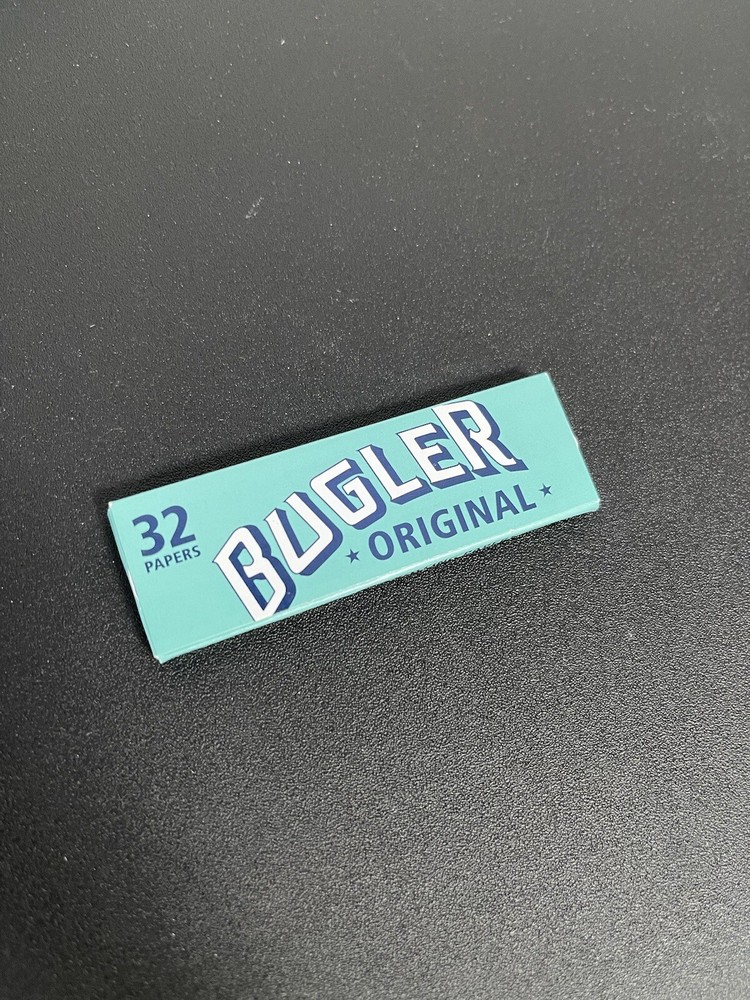 32
PAPERS
BUGLER
★ ORIGINAL ★